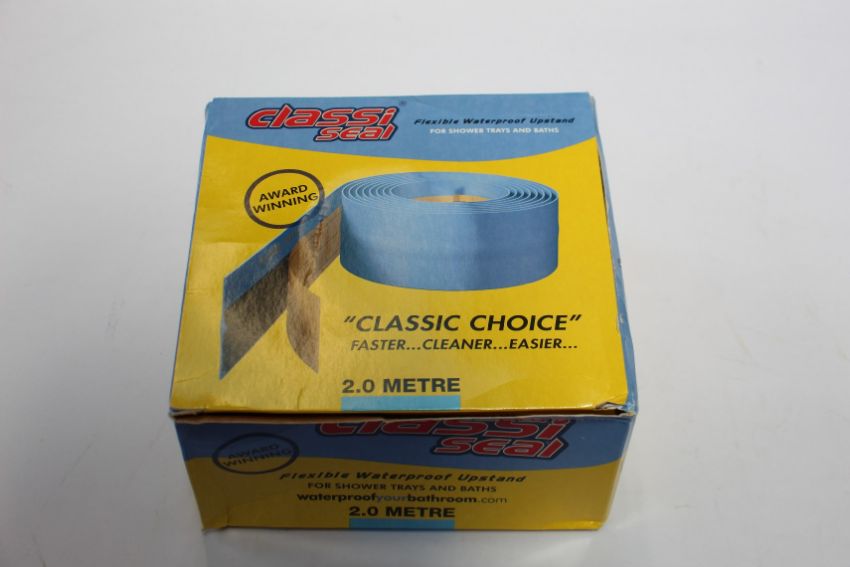 classi®
seal
Flexible Waterproof Upstand
FOR SHOWER TRAYS AND BATHS
AWARD
WINNING
"CLASSIC CHOICE"
FASTER...CLEANER...EASIER...
2.0 METRE
classi
seal
AWARD
WINNING
Flexible Waterproof Upstand
FOR SHOWER TRAYS AND BATHS
waterproofyourbathroom.com
2.0 METRE